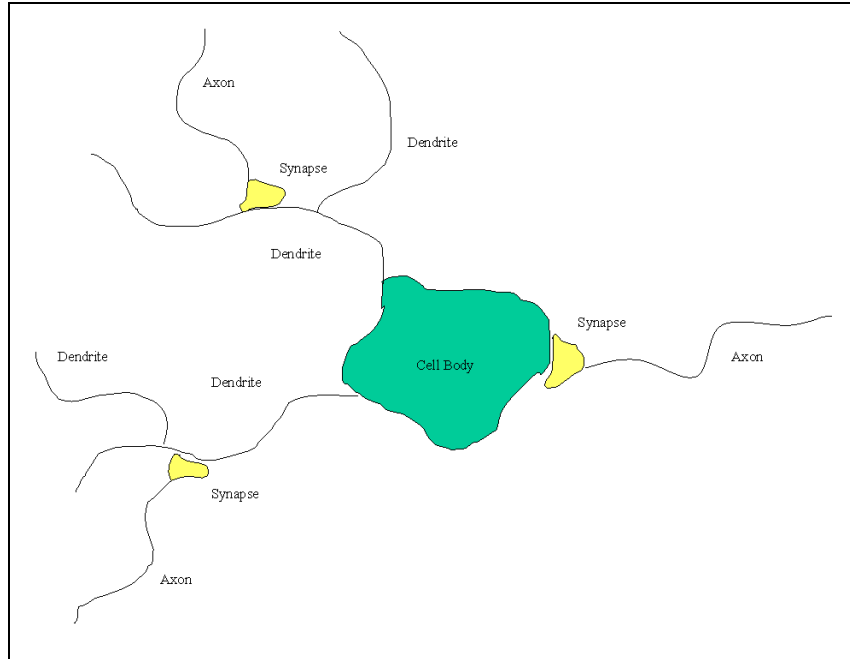 Axon
Dendrite
Synapse
Dendrite
Synapse
Dendrite
Axon
Cell Body
Dendrite
Synapse
Axon